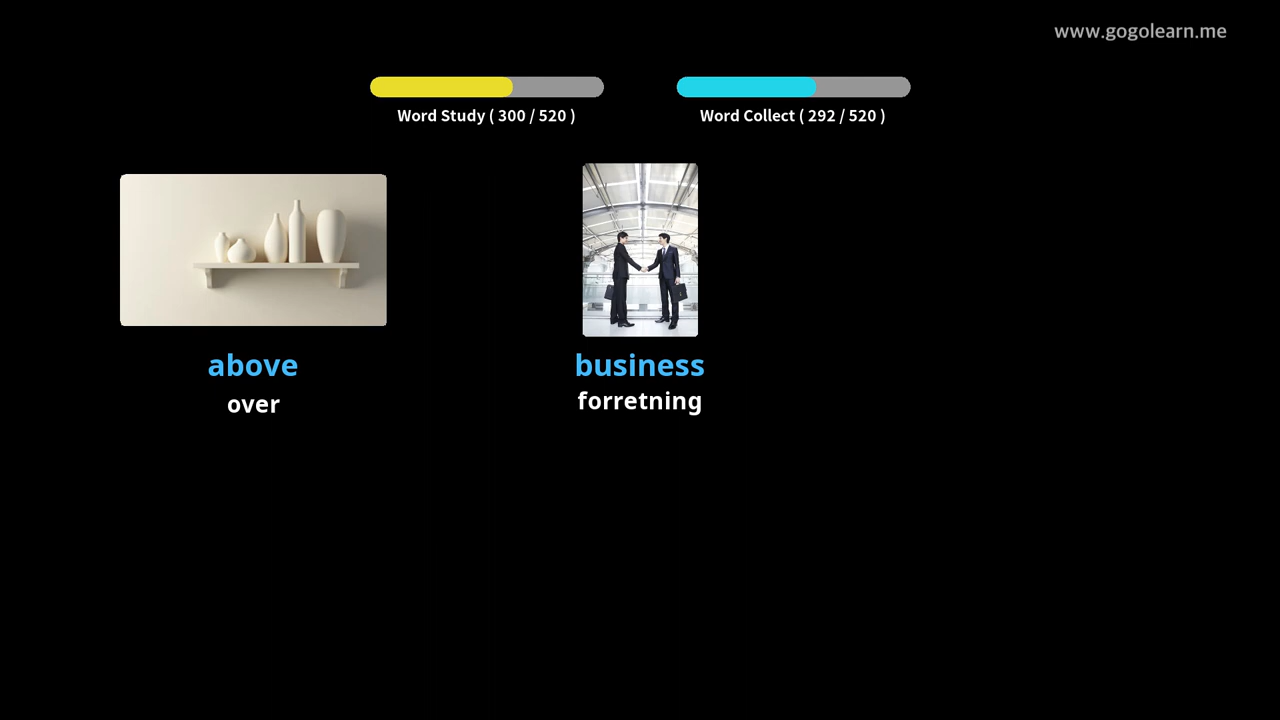 www.gogolearn.me
Word Study ( 300 / 520 )
Word Collect ( 292 / 520 )
above
over
business
forretning